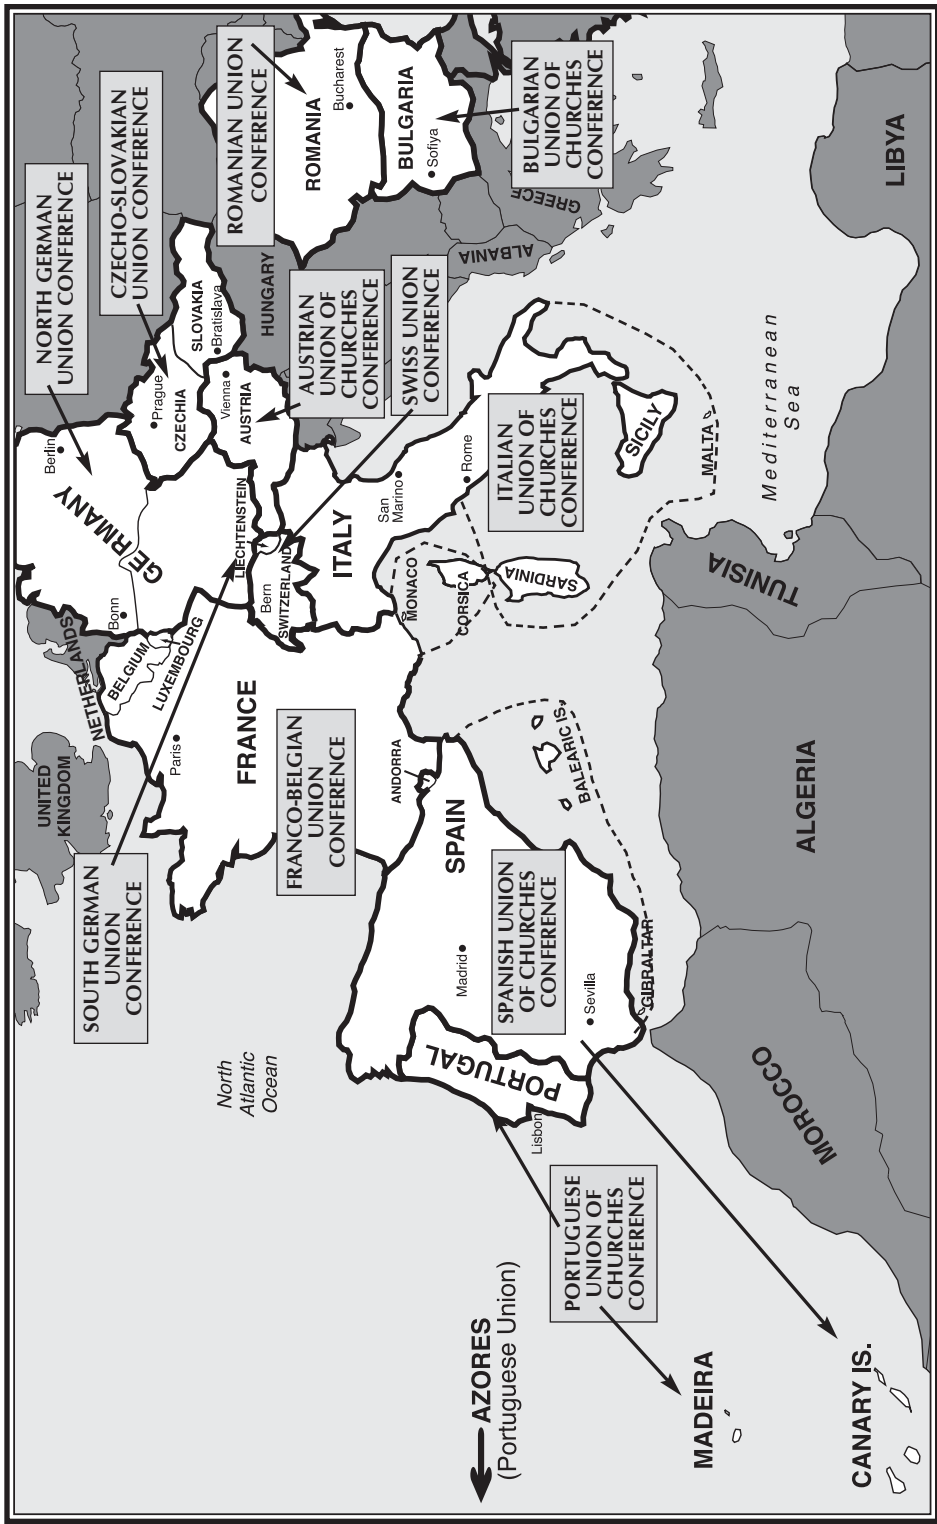 NORTH GERMAN
UNION CONFERENCE
CZECHO-SLOVAKIAN
UNION CONFERENCE
ROMANIAN UNION
CONFERENCE
BULGARIAN
UNION OF
CHURCHES
CONFERENCE
AUSTRIAN
UNION OF
CHURCHES
CONFERENCE
SWISS UNION
CONFERENCE
ITALIAN
UNION OF
CHURCHES
CONFERENCE
SOUTH GERMAN
UNION
CONFERENCE
FRANCO-BELGIAN
UNION
CONFERENCE
SPANISH UNION
OF CHURCHES
CONFERENCE
PORTUGUESE
UNION OF
CHURCHES
CONFERENCE
UNITED
KINGDOM
NETHERLANDS
BELGIUM
LUXEMBOURG
GERMANY
Berlin
Bonn
Prague
CZECHIA
SLOVAKIA
Bratislava
Vienna
AUSTRIA
HUNGARY
ROMANIA
Bucharest
BULGARIA
Sofiya
GREECE
ALBANIA
LIECHTENSTEIN
Bern
SWITZERLAND
Paris
FRANCE
ITALY
San
Marino
Rome
MONACO
CORSICA
SARDINIA
SICILY
MALTA
ANDORRA
SPAIN
Madrid
Sevilla
BALEARIC IS.
GIBRALTAR
PORTUGAL
Lisbon
North
Atlantic
Ocean
Mediterranean
Sea
AZORES
(Portuguese Union)
MADEIRA
CANARY IS.
MOROCCO
ALGERIA
TUNISIA
LIBYA